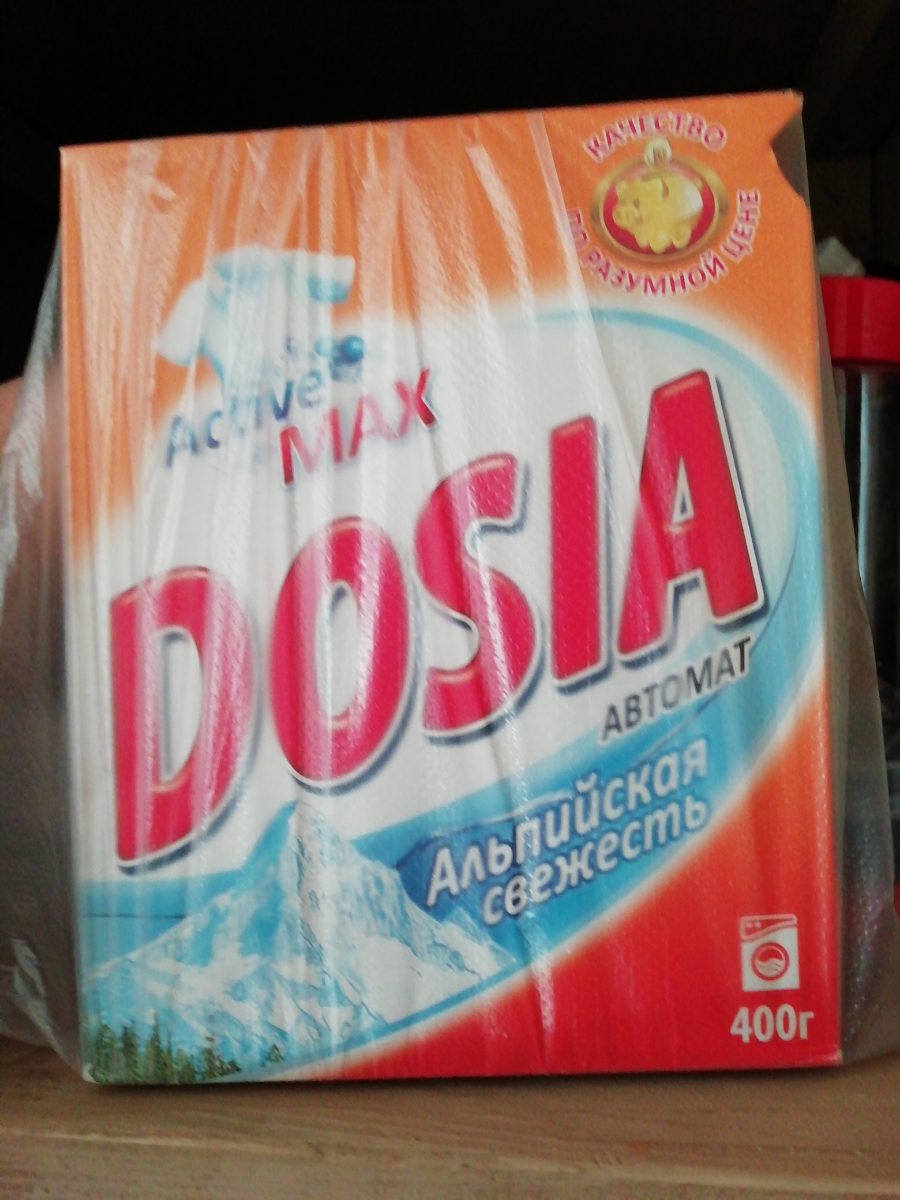 КАЧЕСТВО
ПО РАЗУМНОЙ ЦЕНЕ
Active
MAX
DOSIA
АВТОМАТ
Альпийская
свежесть
400г